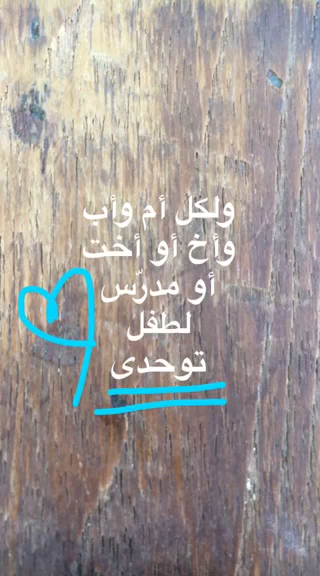 ولكل أم وأب
وأخ أو أخت
أو مدرّس
لطفل
توحدى